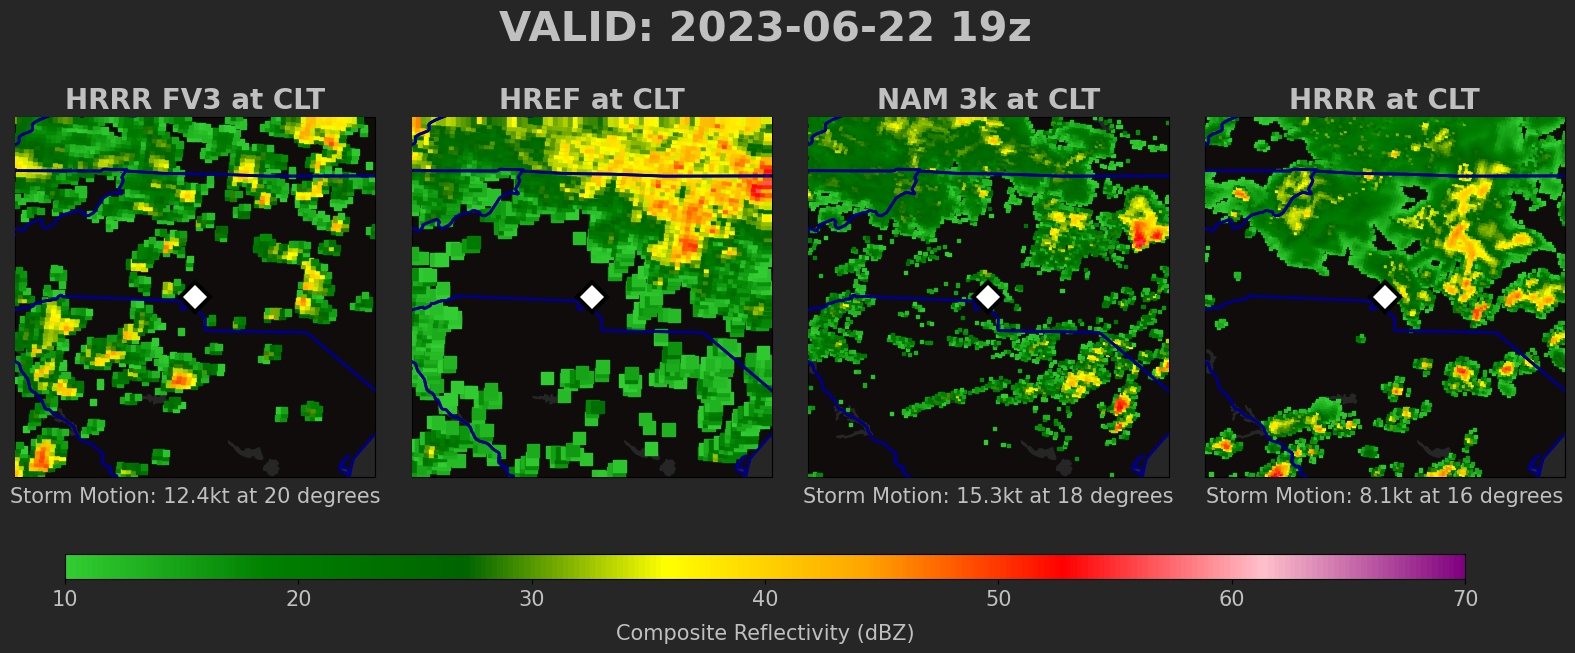 VALID: 2023-06-22 19z
HRRR FV3 at CLT
HREF at CLT
NAM 3k at CLT
HRRR at CLT
Storm Motion: 12.4kt at 20 degrees
Storm Motion: 15.3kt at 18 degrees
Storm Motion: 8.1kt at 16 degrees
10 20 30 40 50 60 70
Composite Reflectivity (dBZ)